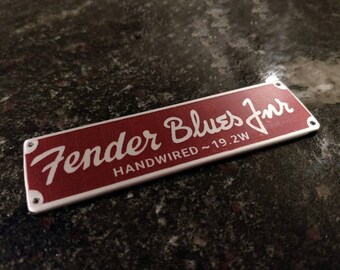 Fender Blues Jnr
HANDWIRED ~ 19.2W